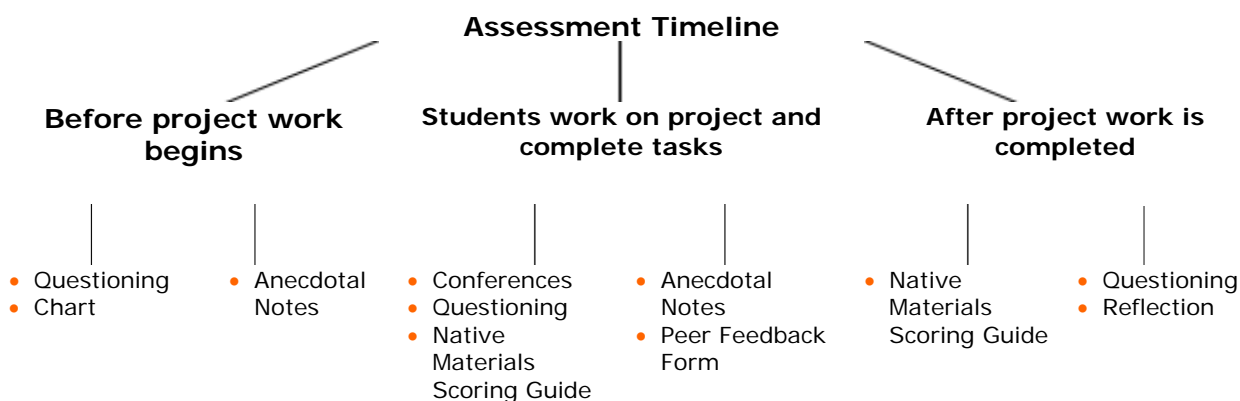 Assessment Timeline
Before project work
begins
Students work on project and
complete tasks
After project work is
completed
• Questioning
• Chart
• Anecdotal
Notes
• Conferences
• Questioning
• Native
Materials
Scoring Guide
• Anecdotal
Notes
• Peer Feedback
Form
• Native
Materials
Scoring Guide
• Questioning
• Reflection